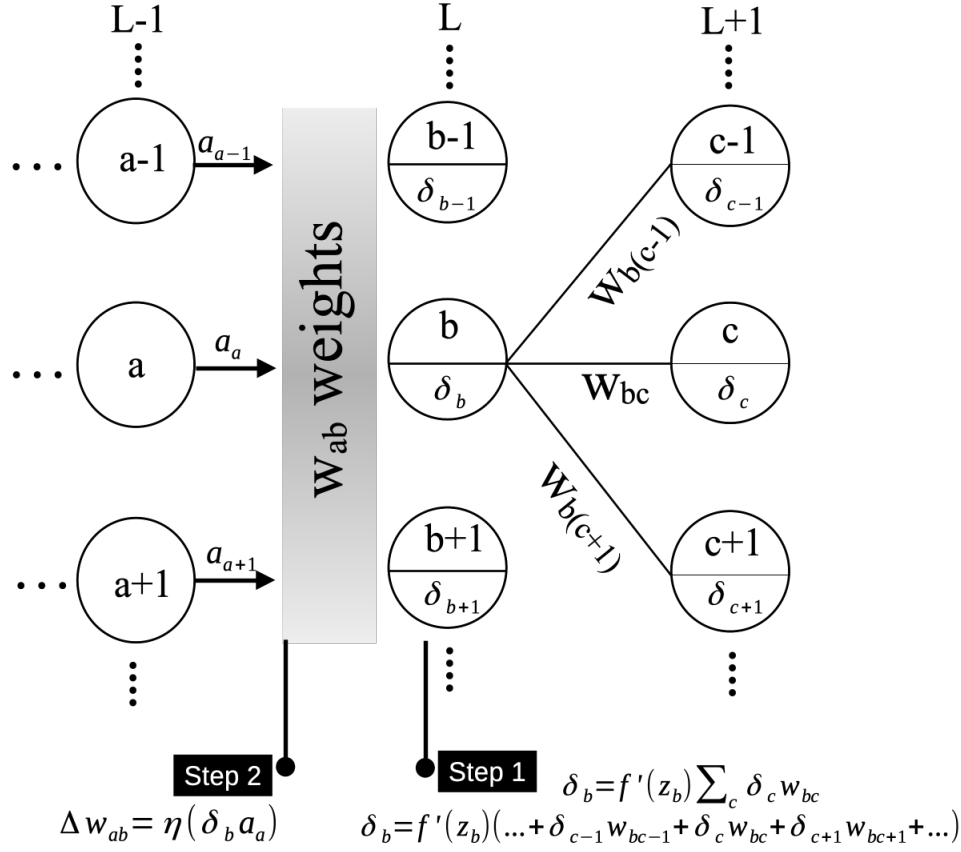 L-1 L L+1
a-1 a_{a-1} b-1 c-1
δ_{b-1} δ_{c-1}
W_{b(c-1)}
w_{ab} weights
a a_a b c
δ_b w_{bc} δ_c
W_{b(c+1)}
a+1 a_{a+1} b+1 c+1
δ_{b+1} δ_{c+1}
Step 2 Step 1
δ_b=f'(z_b)∑_c δ_c w_{bc}
Δw_{ab}=η(δ_b a_a) δ_b=f'(z_b)(...+δ_{c-1}w_{bc-1}+δ_c w_{bc}+δ_{c+1}w_{bc+1}+...)